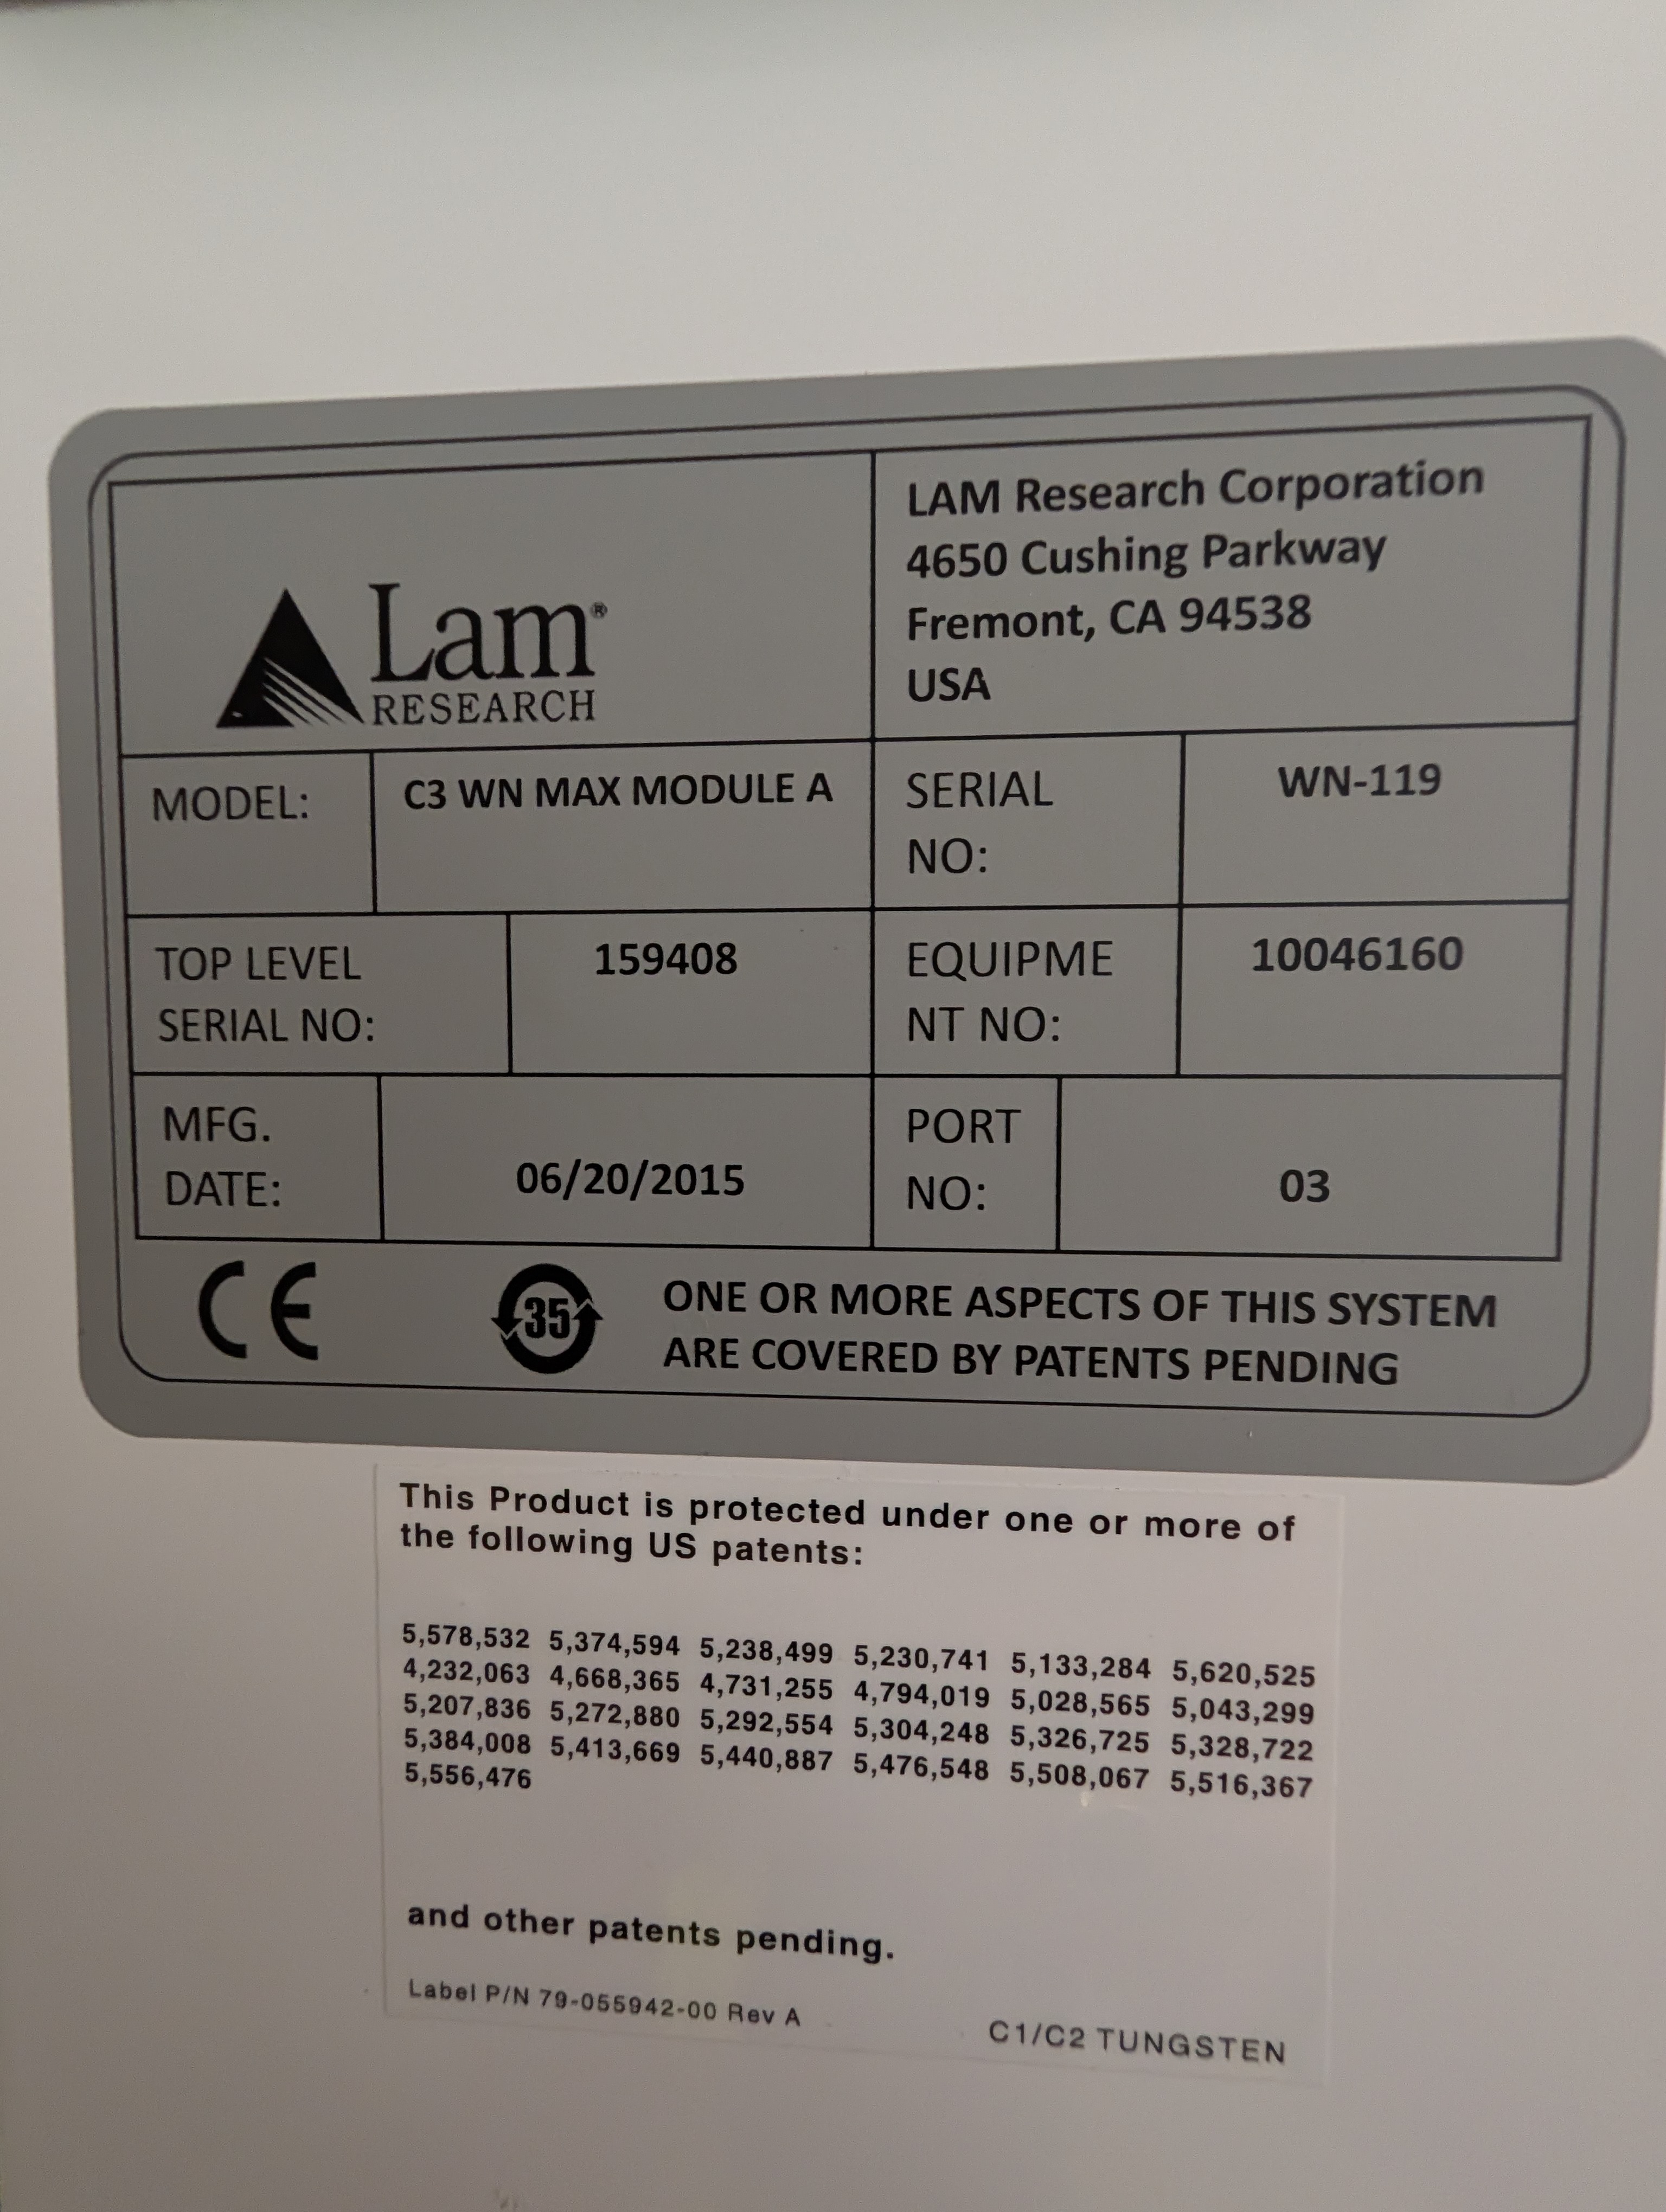 Lam®
RESEARCH
LAM Research Corporation
4650 Cushing Parkway
Fremont, CA 94538
USA
MODEL:
C3 WN MAX MODULE A
SERIAL
NO:
WN-119
TOP LEVEL
SERIAL NO:
159408
EQUIPME
NT NO:
10046160
MFG.
DATE:
06/20/2015
PORT
NO:
03
CE
35
ONE OR MORE ASPECTS OF THIS SYSTEM
ARE COVERED BY PATENTS PENDING
This Product is protected under one or more of
the following US patents:
5,578,532 5,374,594 5,238,499 5,230,741 5,133,284 5,620,525
4,232,063 4,668,365 4,731,255 4,794,019 5,028,565 5,043,299
5,207,836 5,272,880 5,292,554 5,304,248 5,326,725 5,328,722
5,384,008 5,413,669 5,440,887 5,476,548 5,508,067 5,516,367
5,556,476
and other patents pending.
Label P/N 79-055942-00 Rev A
C1/C2 TUNGSTEN